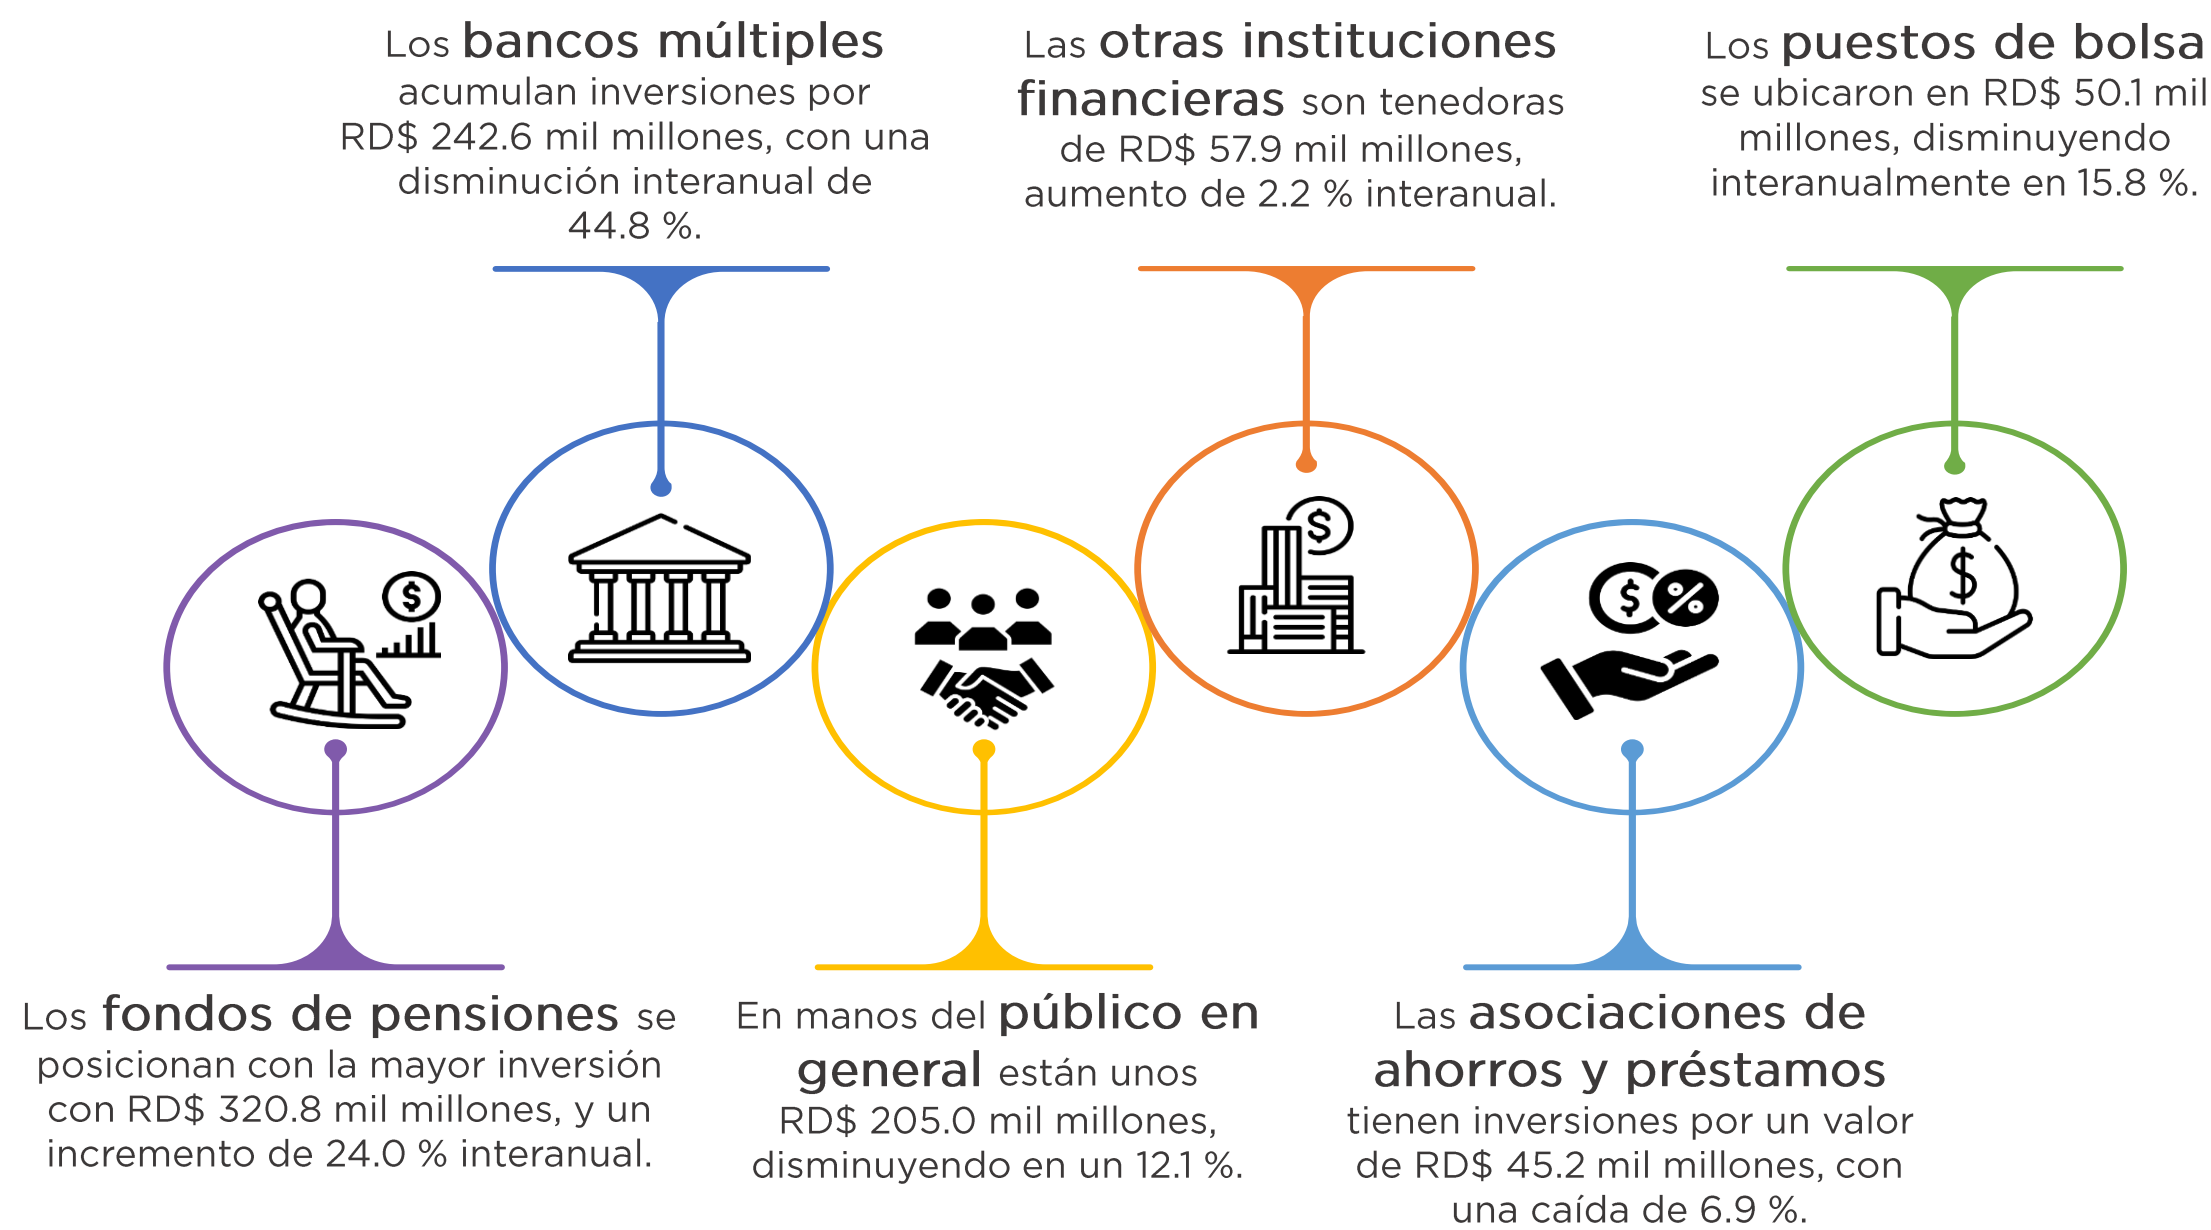 Los bancos múltiples
acumulan inversiones por
RD$ 242.6 mil millones, con una
disminución interanual de
44.8 %.
Las otras instituciones
financieras son tenedoras
de RD$ 57.9 mil millones,
aumento de 2.2 % interanual.
Los puestos de bolsa
se ubicaron en RD$ 50.1 mil
millones, disminuyendo
interanualmente en 15.8 %.
$
$
$
%
$
Los fondos de pensiones se
posicionan con la mayor inversión
con RD$ 320.8 mil millones, y un
incremento de 24.0 % interanual.
En manos del público en
general están unos
RD$ 205.0 mil millones,
disminuyendo en un 12.1 %.
Las asociaciones de
ahorros y préstamos
tienen inversiones por un valor
de RD$ 45.2 mil millones, con
una caída de 6.9 %.